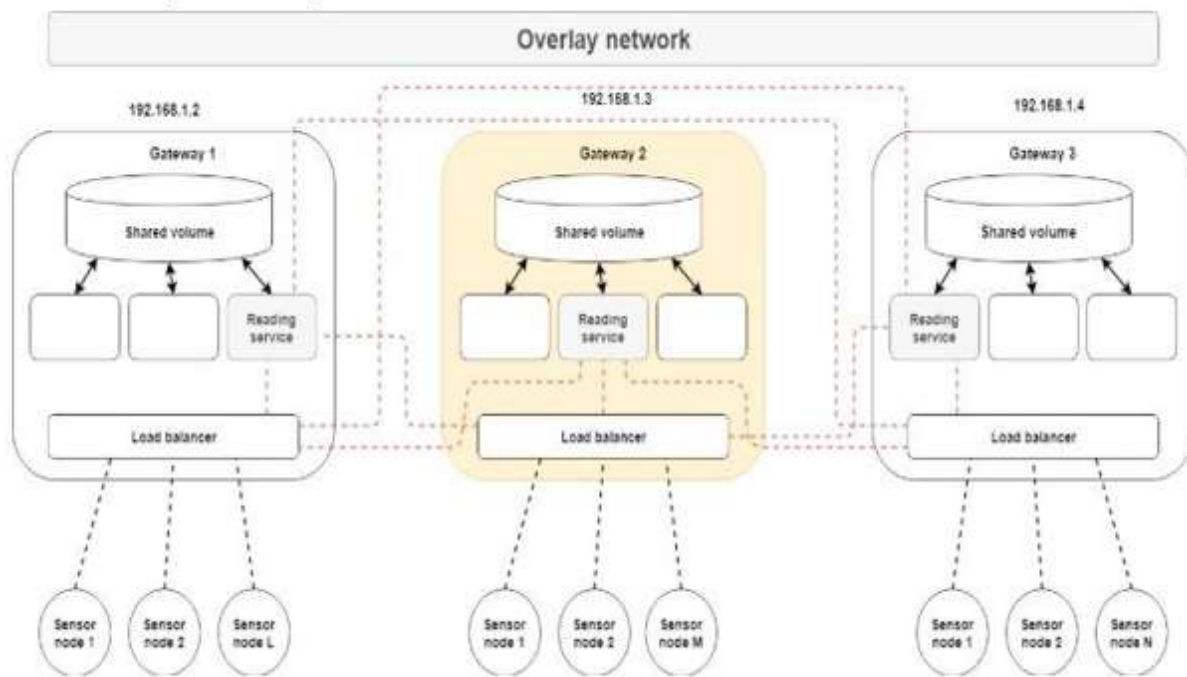 Overlay network
192.168.1.2
192.168.1.3
192.168.1.4
Gateway 1
Gateway 2
Gateway 3
Shared volume
Shared volume
Shared volume
Reading
service
Reading
service
Reading
service
Load balancer
Load balancer
Load balancer
Sensor
node 1
Sensor
node 2
Sensor
node L
Sensor
node 1
Sensor
node 2
Sensor
node M
Sensor
node 1
Sensor
node 2
Sensor
node N